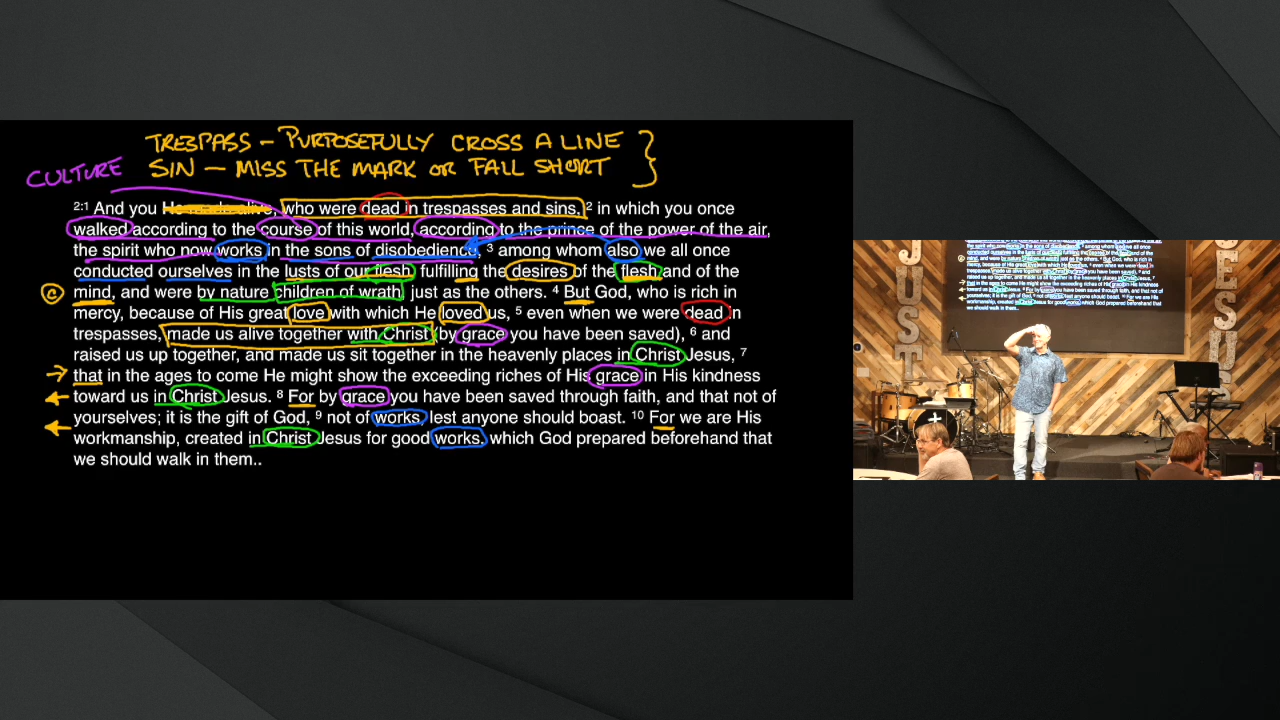 TRESPASS – PURPOSEFULLY CROSS A LINE
CULTURE SIN – MISS THE MARK OR FALL SHORT
2:1 And you He made alive, who were dead in trespasses and sins, 2 in which you once
walked according to the course of this world, according to the prince of the power of the air,
the spirit who now works in the sons of disobedience, 3 among whom also we all once
conducted ourselves in the lusts of our flesh fulfilling the desires of the flesh and of the
C mind, and were by nature children of wrath, just as the others. 4 But God, who is rich in
mercy, because of His great love with which He loved us, 5 even when we were dead in
trespasses, made us alive together with Christ (by grace you have been saved), 6 and
raised us up together, and made us sit together in the heavenly places in Christ Jesus, 7
that in the ages to come He might show the exceeding riches of His grace in His kindness
toward us in Christ Jesus. 8 For by grace you have been saved through faith, and that not of
yourselves; it is the gift of God, 9 not of works, lest anyone should boast. 10 For we are His
workmanship, created in Christ Jesus for good works, which God prepared beforehand that
we should walk in them..
JUST
JESUS